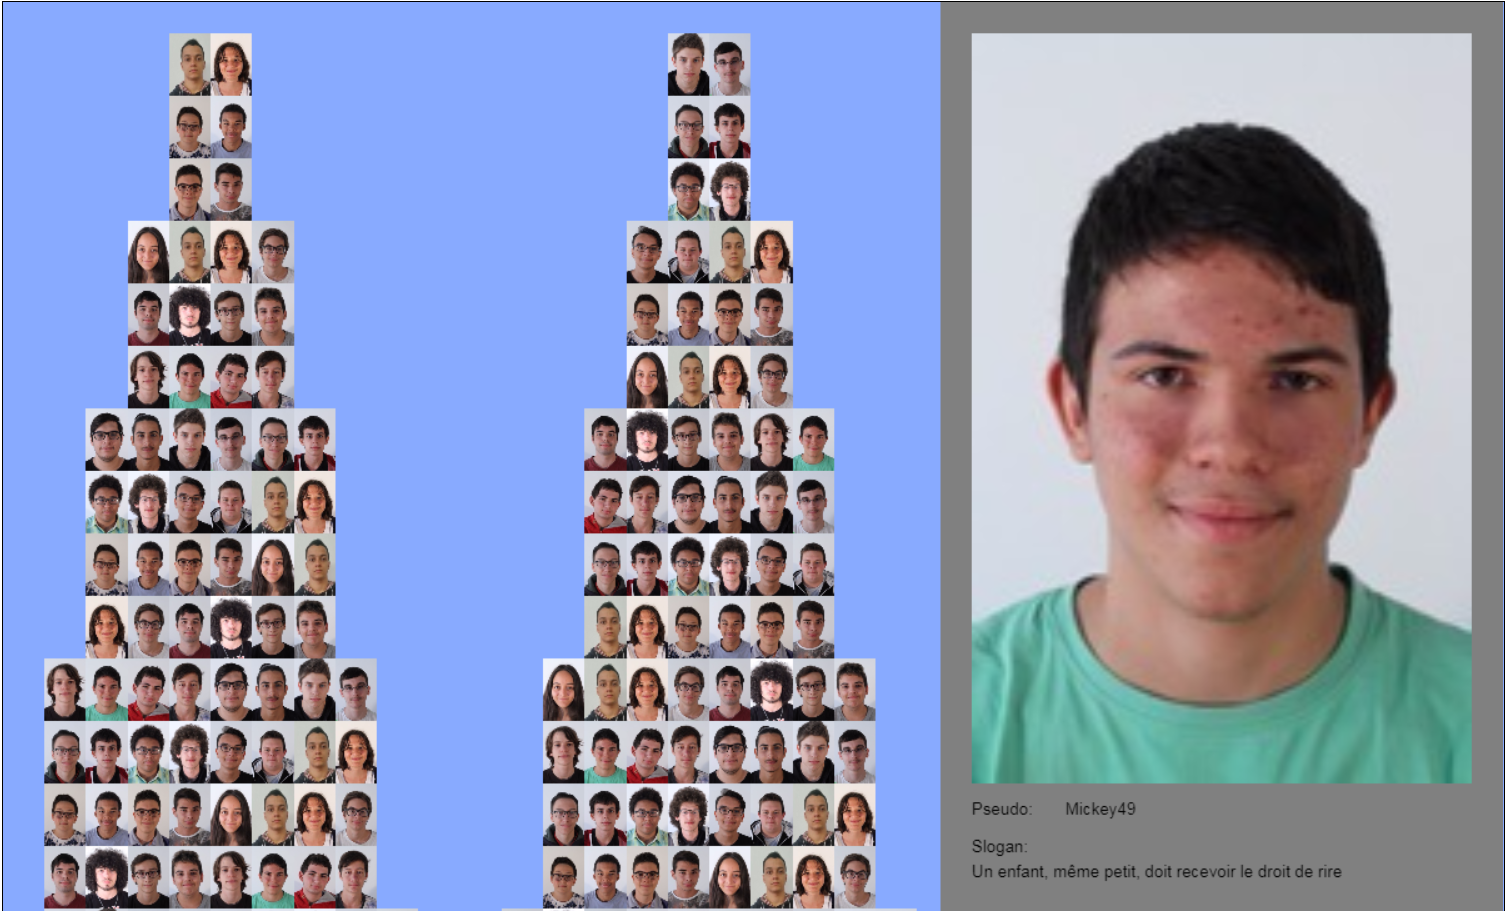 Pseudo: Mickey49
Slogan:
Un enfant, même petit, doit recevoir le droit de rire